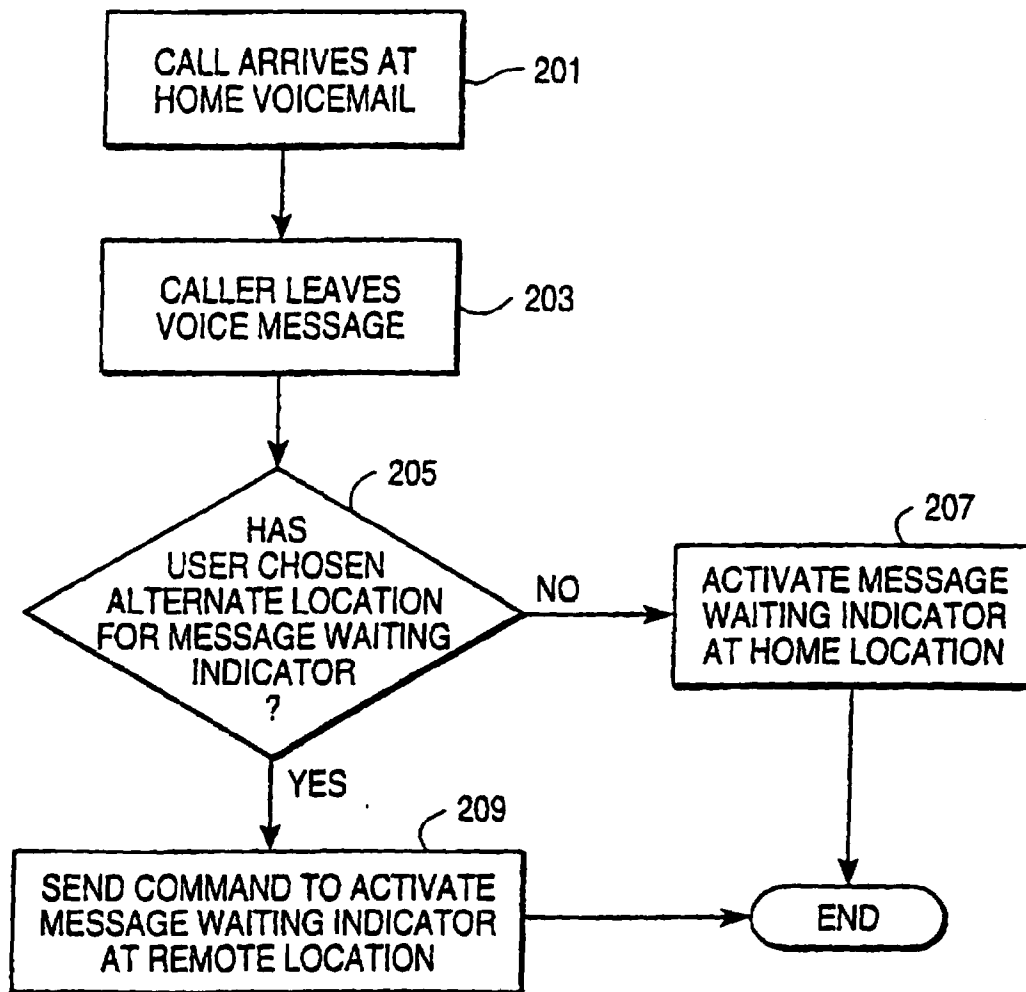 CALL ARRIVES AT
HOME VOICEMAIL
201
CALLER LEAVES
VOICE MESSAGE
203
205
HAS
USER CHOSEN
ALTERNATE LOCATION
FOR MESSAGE WAITING
INDICATOR
?
NO
207
ACTIVATE MESSAGE
WAITING INDICATOR
AT HOME LOCATION
YES
209
SEND COMMAND TO ACTIVATE
MESSAGE WAITING INDICATOR
AT REMOTE LOCATION
END